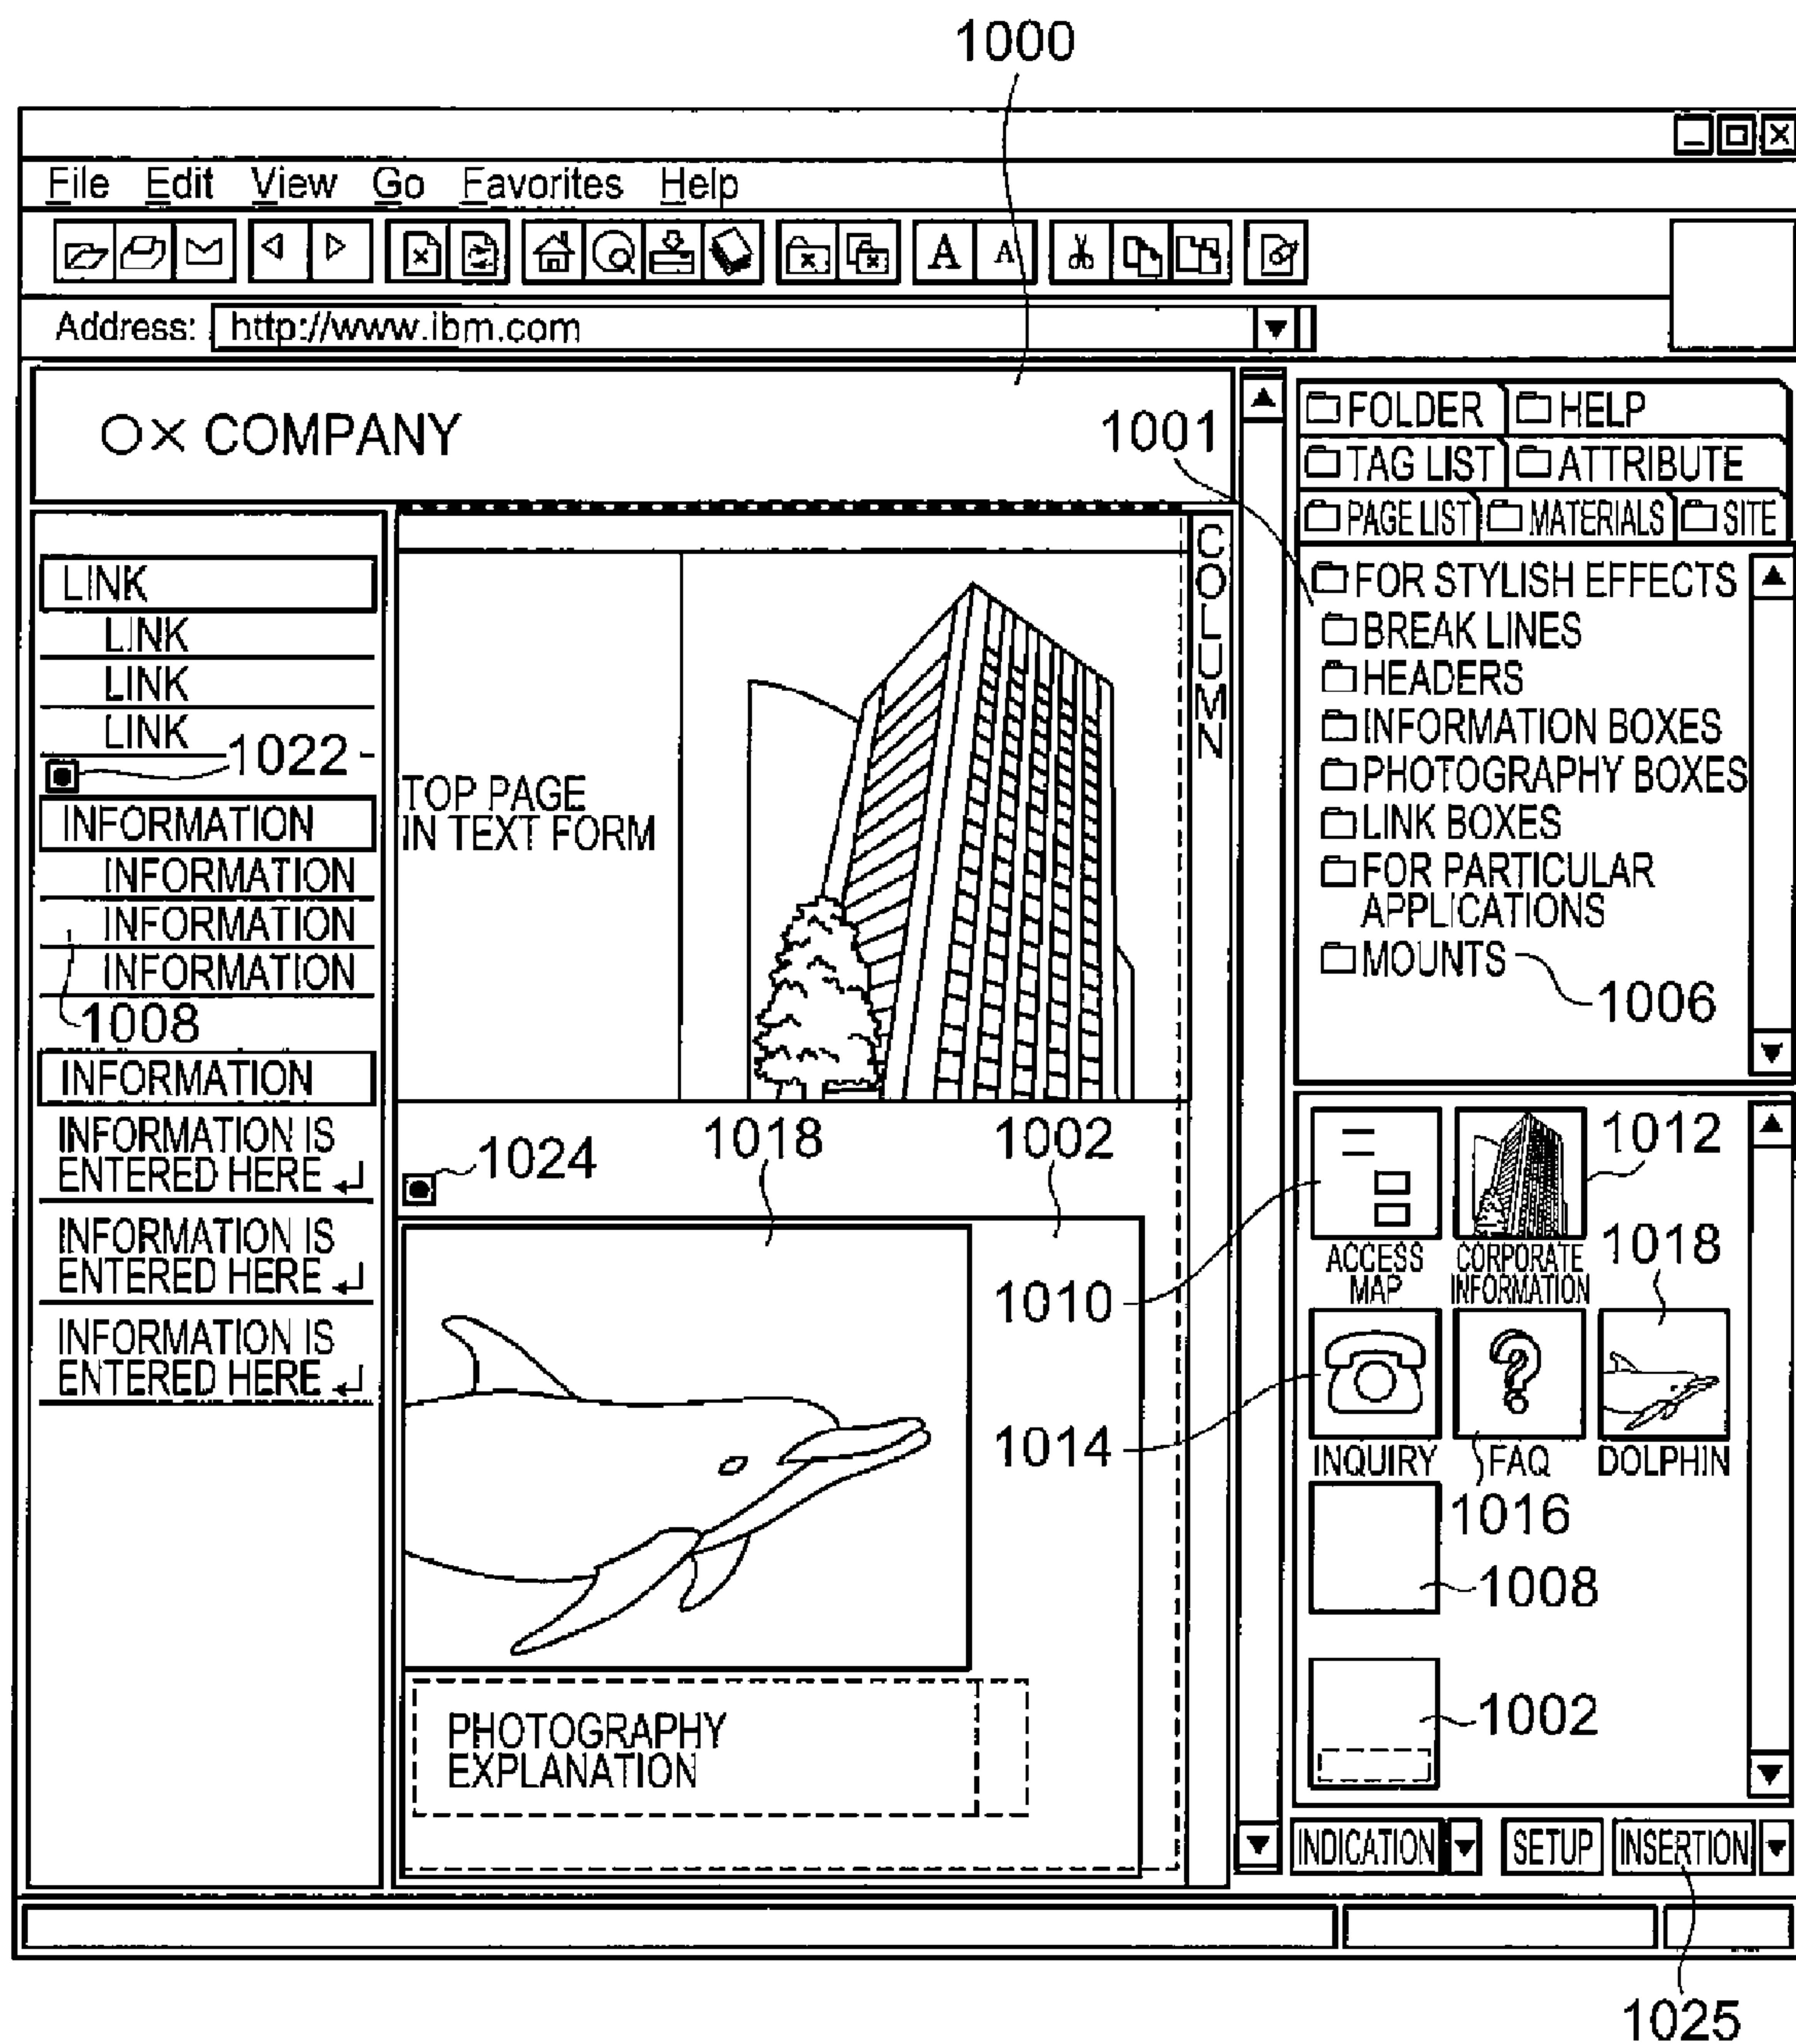 1000
File Edit View Go Favorites Help
A A
Address: http://www.ibm.com
○× COMPANY
1001
FOLDER HELP
TAG LIST ATTRIBUTE
PAGE LIST MATERIALS SITE
LINK
LINK
LINK
LINK
1022
INFORMATION
INFORMATION
INFORMATION
INFORMATION
1008
INFORMATION
INFORMATION IS
ENTERED HERE ↵
INFORMATION IS
ENTERED HERE ↵
INFORMATION IS
ENTERED HERE ↵
TOP PAGE
IN TEXT FORM
COLUMN
1024
1018
1002
PHOTOGRAPHY
EXPLANATION
FOR STYLISH EFFECTS
BREAK LINES
HEADERS
INFORMATION BOXES
PHOTOGRAPHY BOXES
LINK BOXES
FOR PARTICULAR
APPLICATIONS
MOUNTS
1006
1012
ACCESS
MAP
CORPORATE
INFORMATION
1018
1010
1014
INQUIRY
?
FAQ
DOLPHIN
1016
1008
1002
INDICATION SETUP INSERTION
1025